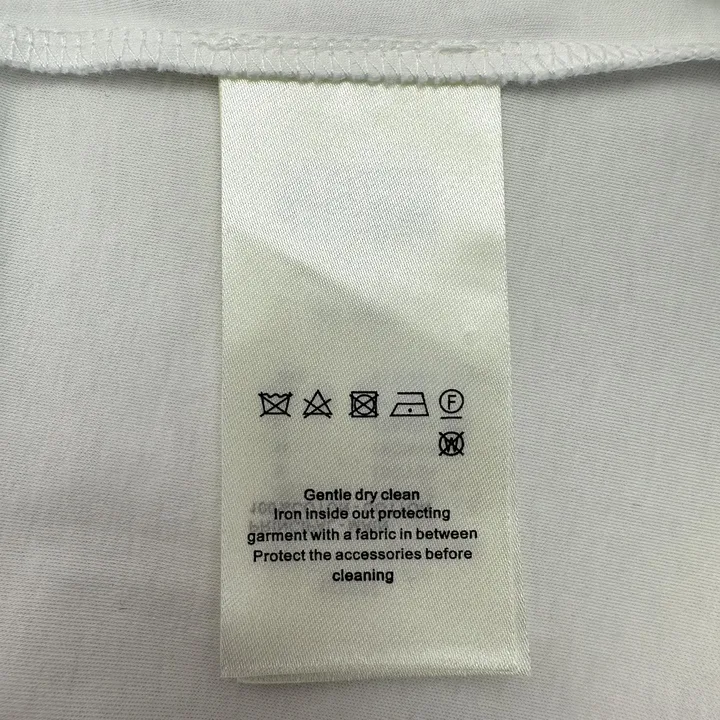 F
W
Gentle dry clean
Iron inside out protecting
garment with a fabric in between
Protect the accessories before
cleaning